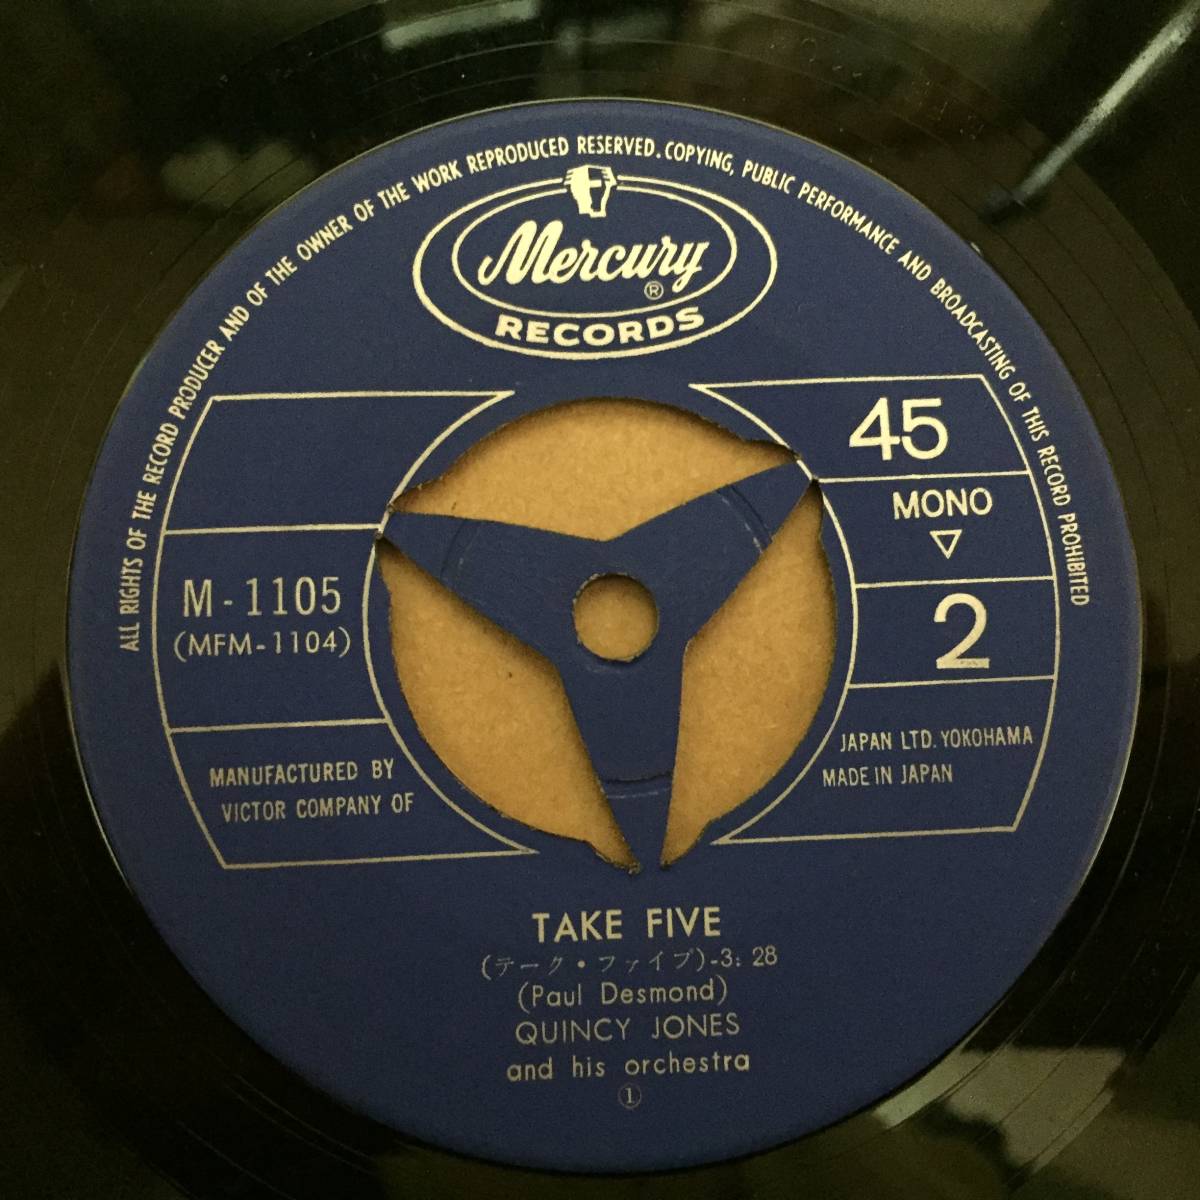 ALL RIGHTS OF THE RECORD PRODUCER AND OF THE OWNER OF THE WORK REPRODUCED RESERVED. COPYING, PUBLIC PERFORMANCE AND BROADCASTING OF THIS RECORD PROHIBITED
Mercury
®
RECORDS
45
MONO
▽
2
M-1105
(MFM-1104)
MANUFACTURED BY
VICTOR COMPANY OF
JAPAN LTD. YOKOHAMA
MADE IN JAPAN
TAKE FIVE
(テーク・ファイブ)-3: 28
(Paul Desmond)
QUINCY JONES
and his orchestra
①